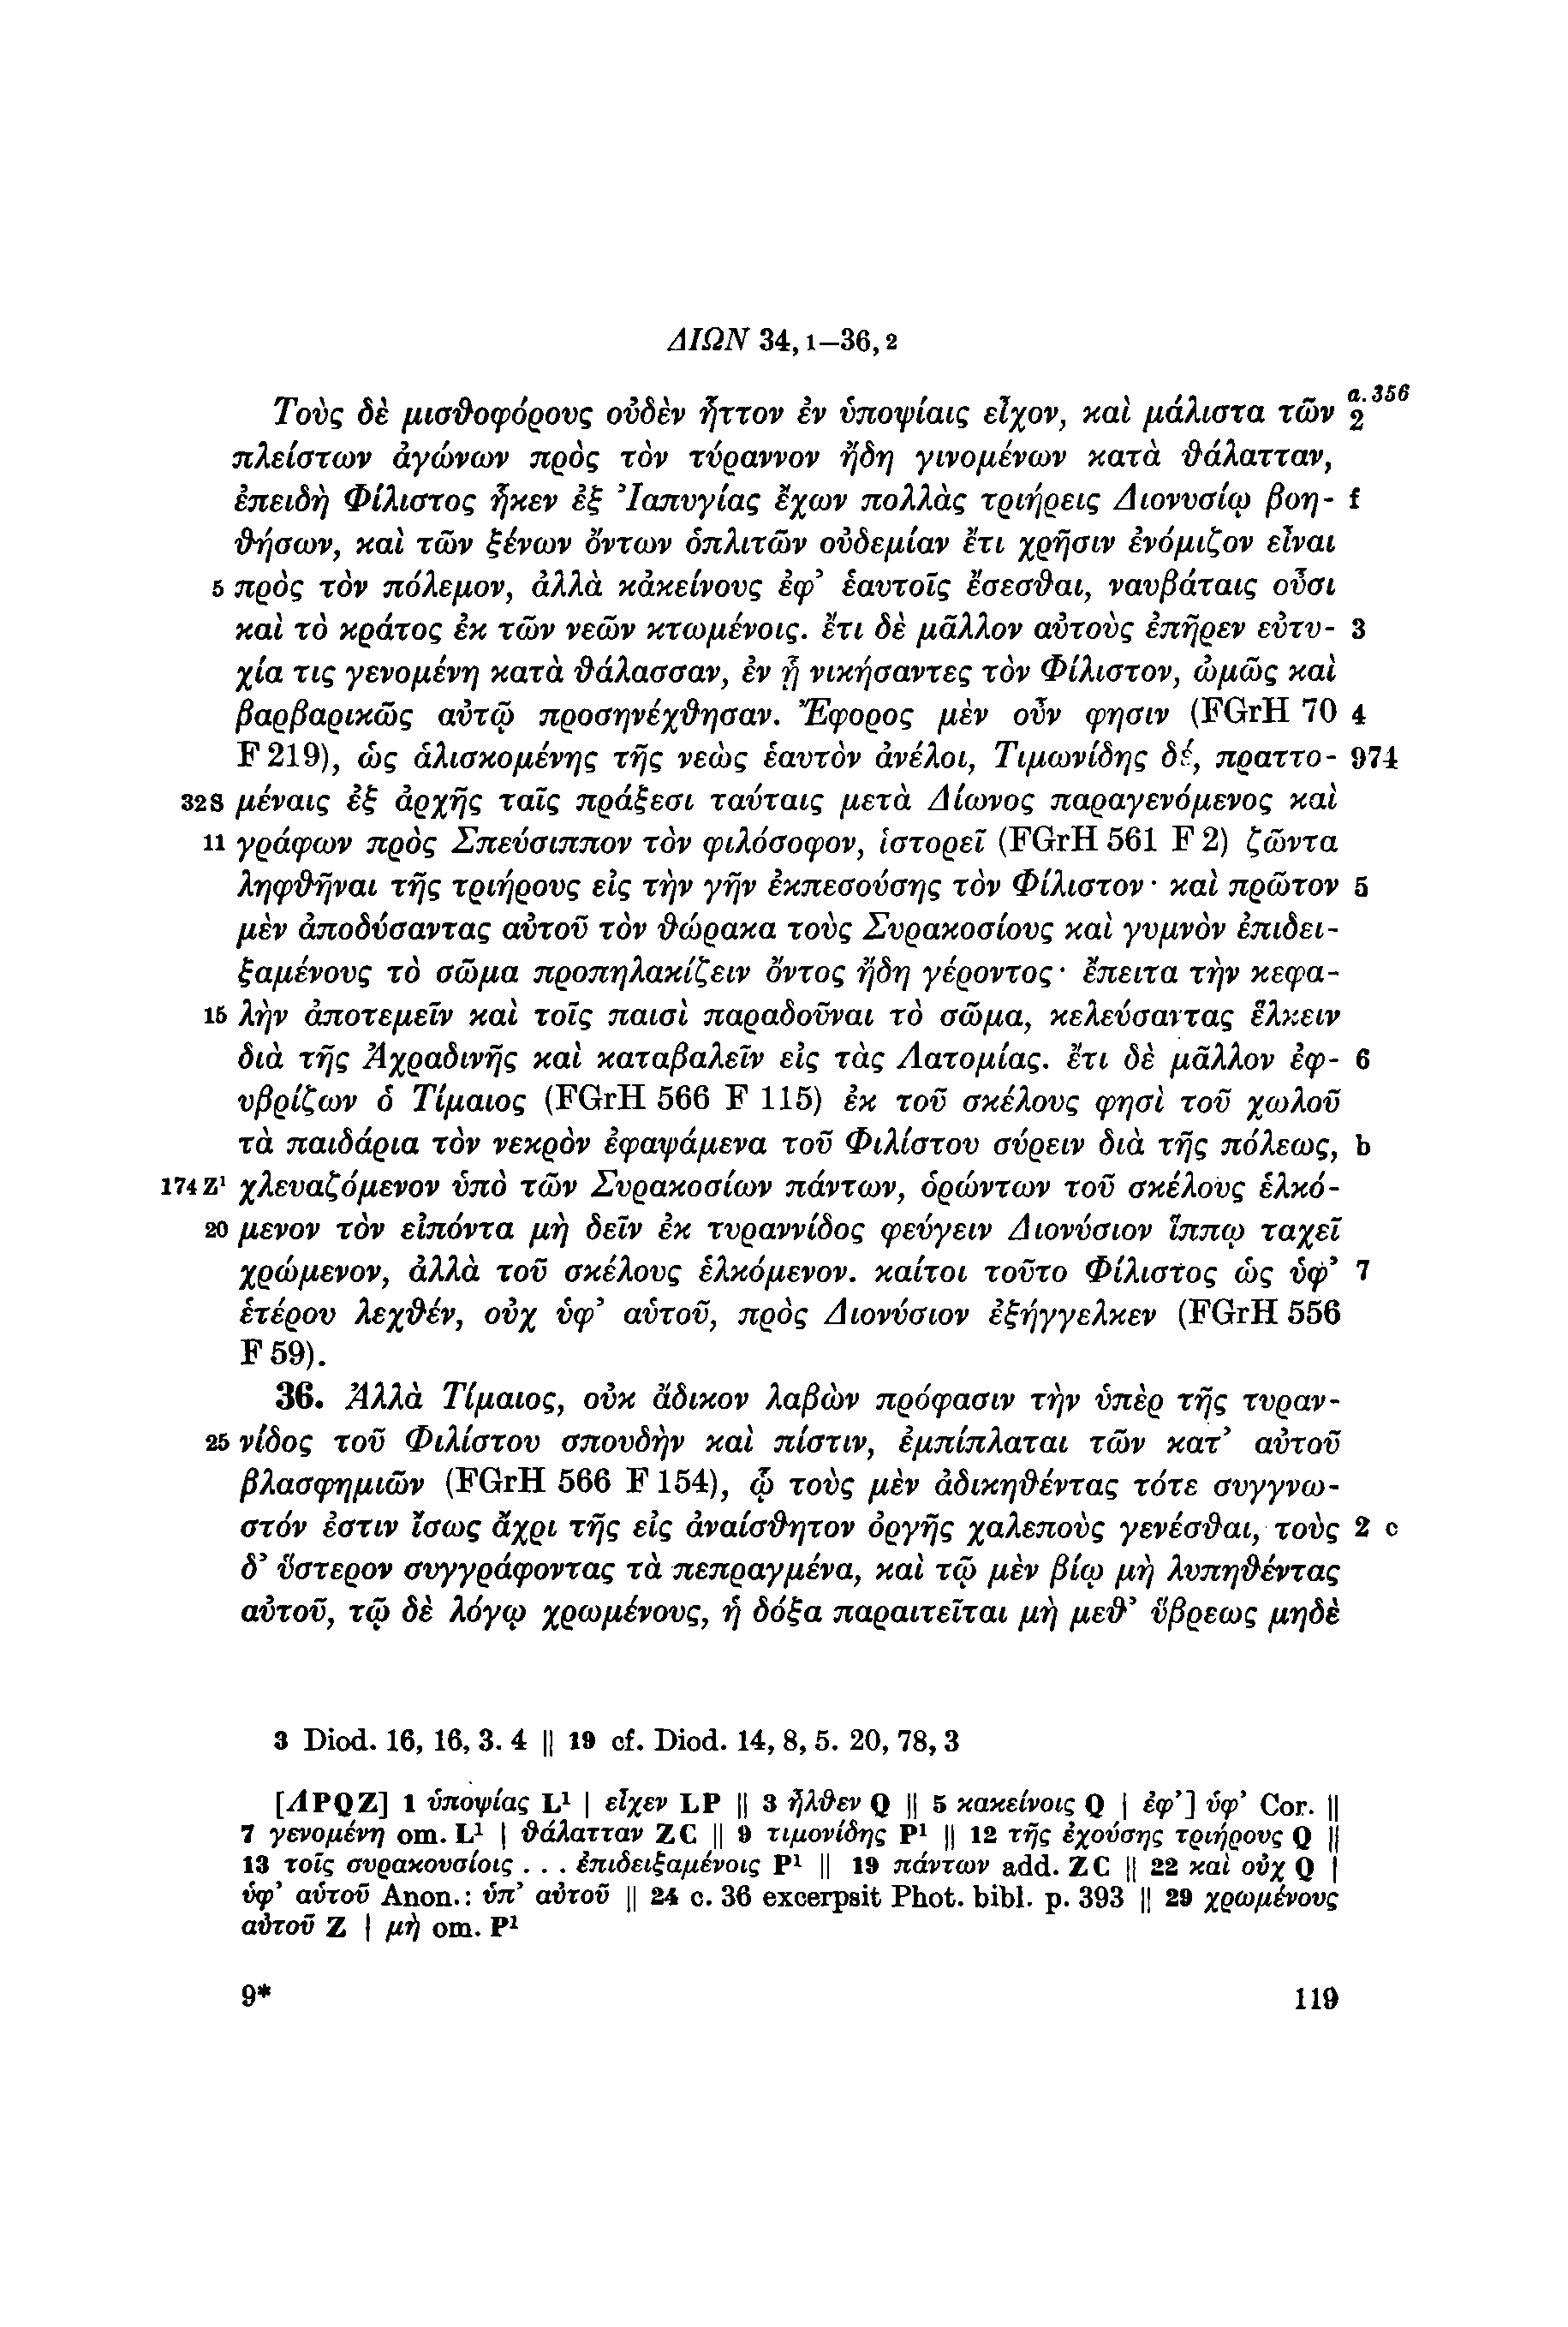 ΔΙΩΝ 34,1–36,2
Τοὺς δὲ μισθοφόρους οὐδὲν ἧττον ἐν ὑποψίαις εἶχον, καὶ μάλιστα τῶν a.356 2
πλείστων ἀγώνων πρὸς τὸν τύραννον ἤδη γινομένων κατὰ θάλατταν,
ἐπειδὴ Φίλιστος ἧκεν ἐξ Ἰαπυγίας ἔχων πολλὰς τριήρεις Διονυσίῳ βοη- f
θήσων, καὶ τῶν ξένων ὄντων ὁπλιτῶν οὐδεμίαν ἔτι χρῆσιν ἐνόμιζον εἶναι
5 πρὸς τὸν πόλεμον, ἀλλὰ κἀκείνους ἐφ’ ἑαυτοῖς ἔσεσθαι, ναυβάταις οὖσι
καὶ τὸ κράτος ἐκ τῶν νεῶν κτωμένοις. ἔτι δὲ μᾶλλον αὐτοὺς ἐπῆρεν εὐτυ- 3
χία τις γενομένη κατὰ θάλασσαν, ἐν ᾗ νικήσαντες τὸν Φίλιστον, ὠμῶς καὶ
βαρβαρικῶς αὐτῷ προσηνέχθησαν. Ἔφορος μὲν οὖν φησιν (FGrH 70 4
F 219), ὡς ἁλισκομένης τῆς νεὼς ἑαυτὸν ἀνέλοι, Τιμωνίδης δέ, πραττο- 974
32S μέναις ἐξ ἀρχῆς ταῖς πράξεσι ταύταις μετὰ Δίωνος παραγενόμενος καὶ
11 γράφων πρὸς Σπεύσιππον τὸν φιλόσοφον, ἱστορεῖ (FGrH 561 F 2) ζῶντα
ληφθῆναι τῆς τριήρους εἰς τὴν γῆν ἐκπεσούσης τὸν Φίλιστον· καὶ πρῶτον 5
μὲν ἀποδύσαντας αὐτοῦ τὸν θώρακα τοὺς Συρακοσίους καὶ γυμνὸν ἐπιδει-
ξαμένους τὸ σῶμα προπηλακίζειν ὄντος ἤδη γέροντος· ἔπειτα τὴν κεφα-
15 λὴν ἀποτεμεῖν καὶ τοῖς παισὶ παραδοῦναι τὸ σῶμα, κελεύσαντας ἕλκειν
διὰ τῆς Ἀχραδινῆς καὶ καταβαλεῖν εἰς τὰς Λατομίας. ἔτι δὲ μᾶλλον ἐφ- 6
υβρίζων ὁ Τίμαιος (FGrH 566 F 115) ἐκ τοῦ σκέλους φησὶ τοῦ χωλοῦ
τὰ παιδάρια τὸν νεκρὸν ἐφαψάμενα τοῦ Φιλίστου σύρειν διὰ τῆς πόλεως, b
174 Z¹ χλευαζόμενον ὑπὸ τῶν Συρακοσίων πάντων, ὁρώντων τοῦ σκέλους ἑλκό-
20 μενον τὸν εἰπόντα μὴ δεῖν ἐκ τυραννίδος φεύγειν Διονύσιον ἵππῳ ταχεῖ
χρώμενον, ἀλλὰ τοῦ σκέλους ἑλκόμενον. καίτοι τοῦτο Φίλιστος ὡς ὑφ’ 7
ἑτέρου λεχθέν, οὐχ ὑφ’ αὑτοῦ, πρὸς Διονύσιον ἐξήγγελκεν (FGrH 556
F 59).
36. Ἀλλὰ Τίμαιος, οὐκ ἄδικον λαβὼν πρόφασιν τὴν ὑπὲρ τῆς τυραν-
25 νίδος τοῦ Φιλίστου σπουδὴν καὶ πίστιν, ἐμπίπλαται τῶν κατ’ αὐτοῦ
βλασφημιῶν (FGrH 566 F 154), ᾧ τοὺς μὲν ἀδικηθέντας τότε συγγνω-
στόν ἐστιν ἴσως ἄχρι τῆς εἰς ἀναίσθητον ὀργῆς χαλεποὺς γενέσθαι, τοὺς 2 c
δ’ ὕστερον συγγράφοντας τὰ πεπραγμένα, καὶ τῷ μὲν βίῳ μὴ λυπηθέντας
αὐτοῦ, τῷ δὲ λόγῳ χρωμένους, ἡ δόξα παραιτεῖται μὴ μεθ’ ὕβρεως μηδὲ
3 Diod. 16, 16, 3. 4 || 19 cf. Diod. 14, 8, 5. 20, 78, 3
[ΛPQZ] 1 ὑποψίας L¹ | εἶχεν LP || 3 ἦλθεν Q || 5 κακείνοις Q | ἐφ’] ὑφ’ Cor. ||
7 γενομένη om. L¹ | θάλατταν ZC || 9 τιμονίδης P¹ || 12 τῆς ἐχούσης τριήρους Q ||
13 τοῖς συρακουσίοις . . . ἐπιδειξαμένοις P¹ || 19 πάντων add. ZC || 22 καὶ οὐχ Q |
ὑφ’ αὑτοῦ Anon.: ὑπ’ αὐτοῦ || 24 c. 36 excerpsit Phot. bibl. p. 393 || 29 χρωμένους
αὐτοῦ Z | μὴ om. P¹
9* 119